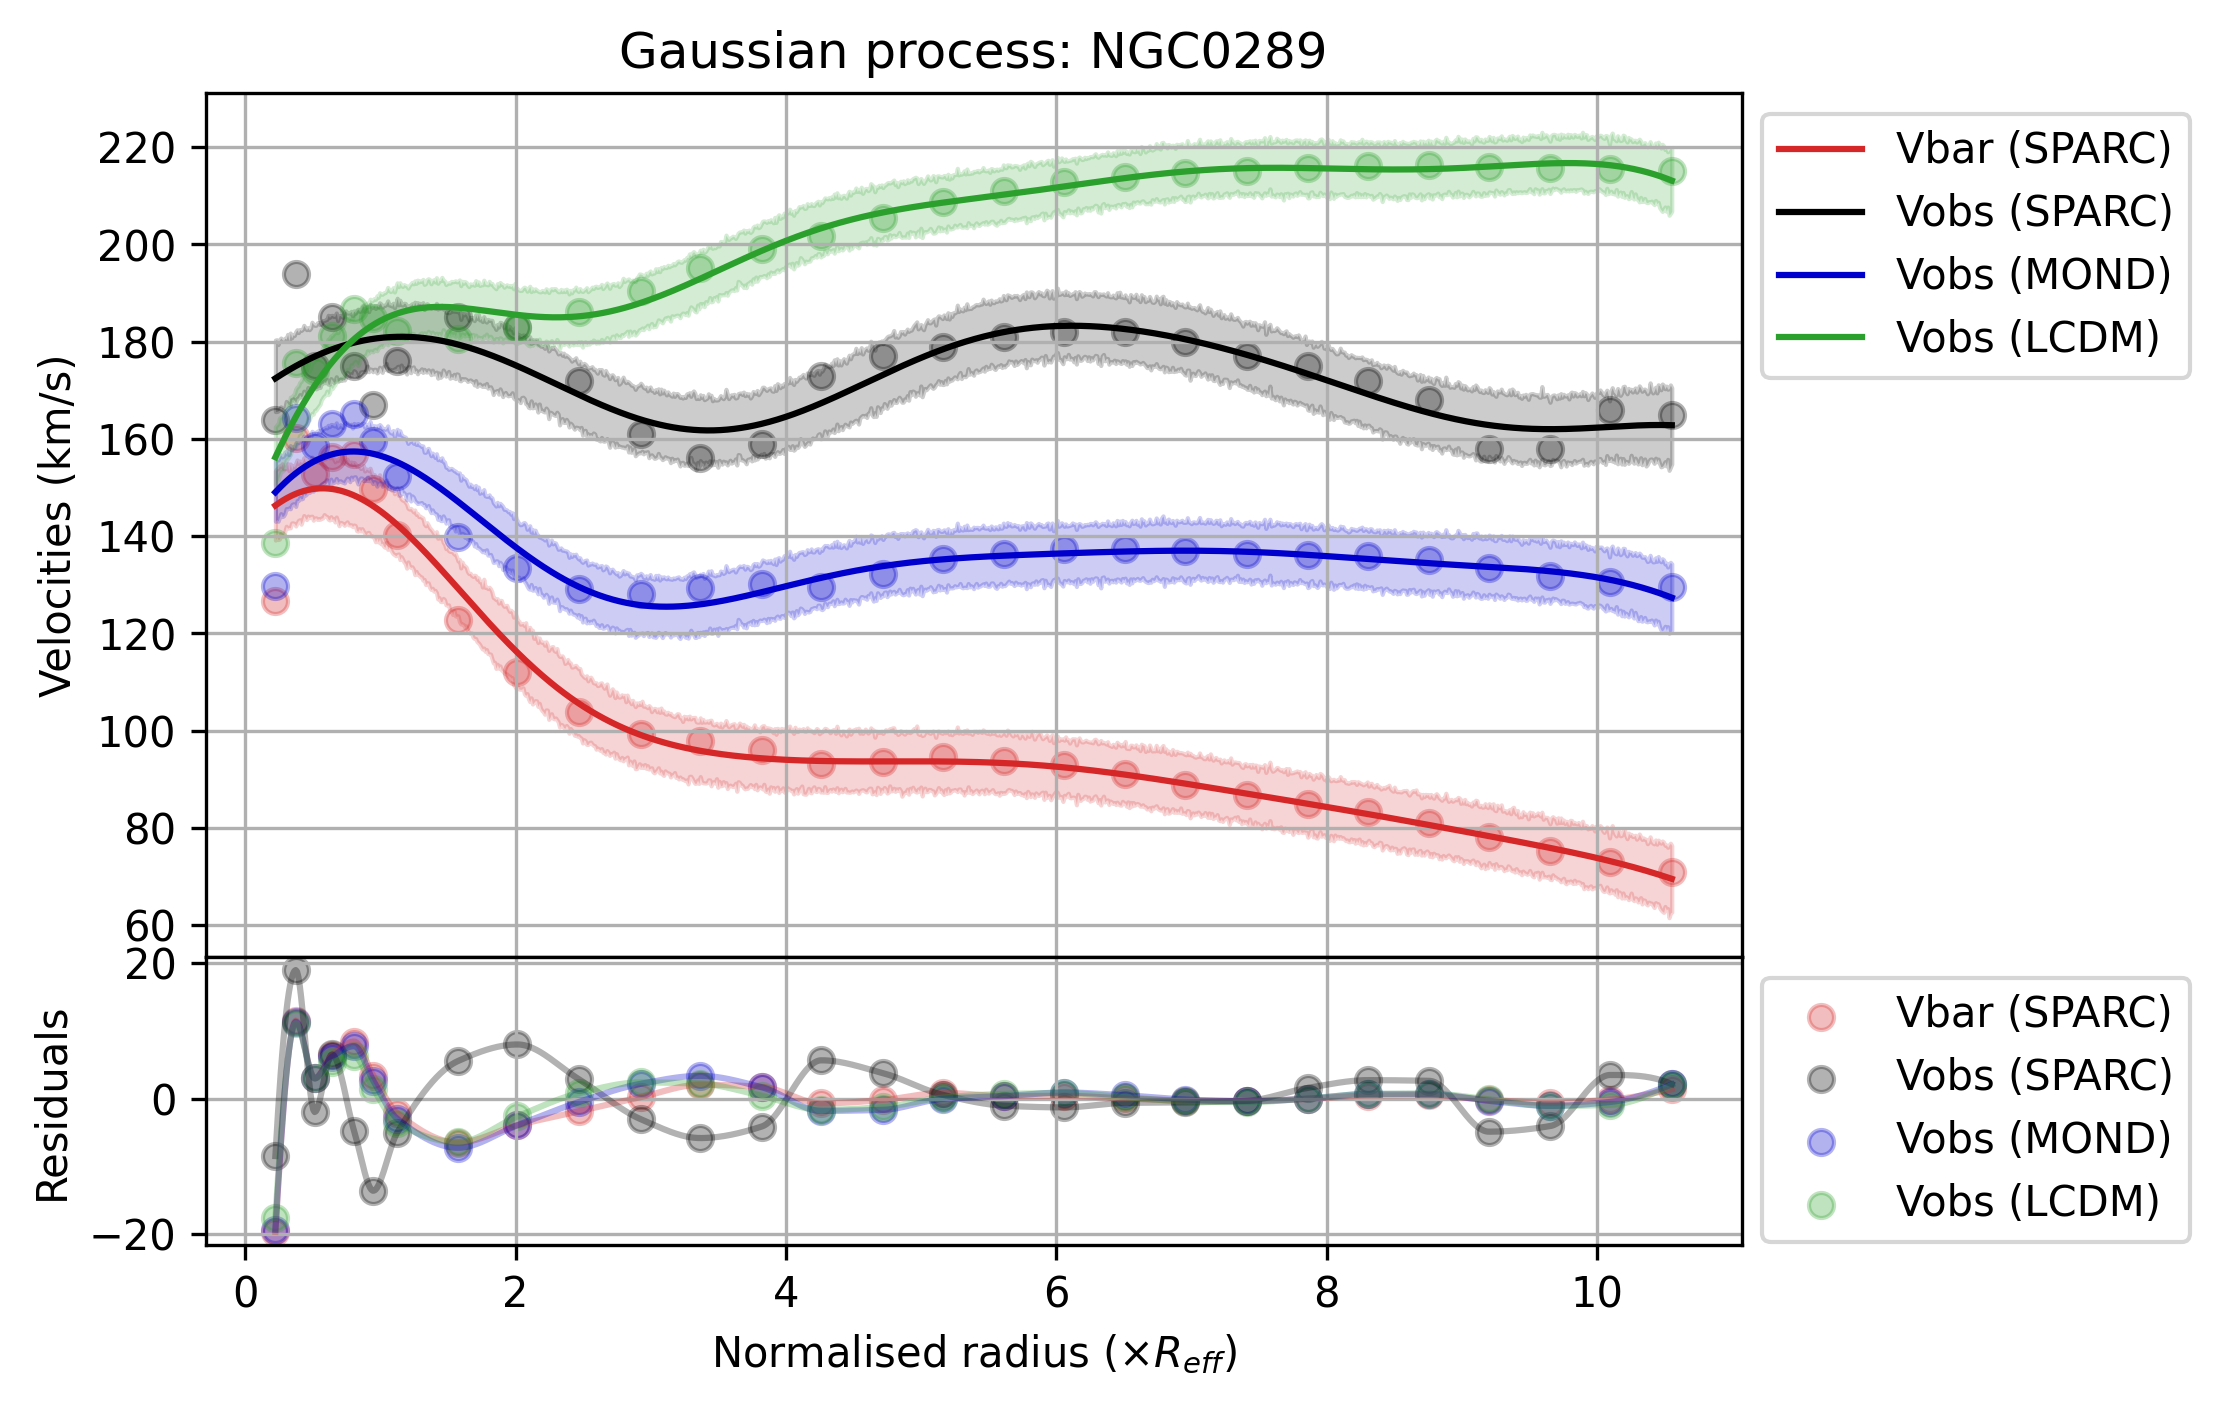 Gaussian process: NGC0289
Velocities (km/s)
220
200
180
160
140
120
100
80
60
Vbar (SPARC)
Vobs (SPARC)
Vobs (MOND)
Vobs (LCDM)
Residuals
20
0
−20
Vbar (SPARC)
Vobs (SPARC)
Vobs (MOND)
Vobs (LCDM)
0 2 4 6 8 10
Normalised radius (×R_eff)